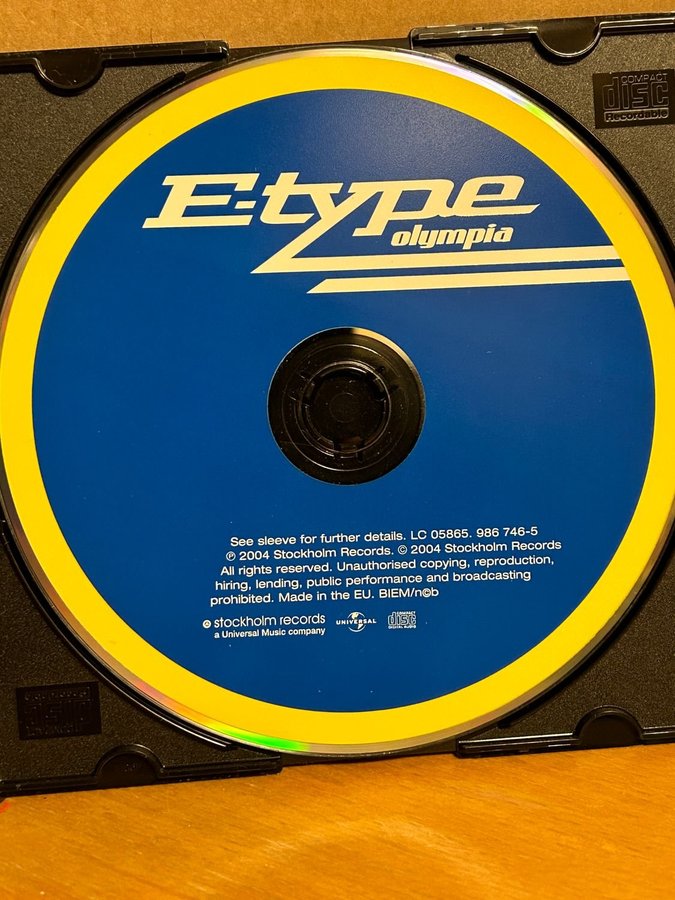 COMPACT
disc
Recordable
E-type
olympia
See sleeve for further details. LC 05865. 986 746-5
℗ 2004 Stockholm Records. © 2004 Stockholm Records
All rights reserved. Unauthorised copying, reproduction,
hiring, lending, public performance and broadcasting
prohibited. Made in the EU. BIEM/n©b
stockholm records
a Universal Music company
UNIVERSAL
COMPACT
disc
DIGITAL AUDIO
disc